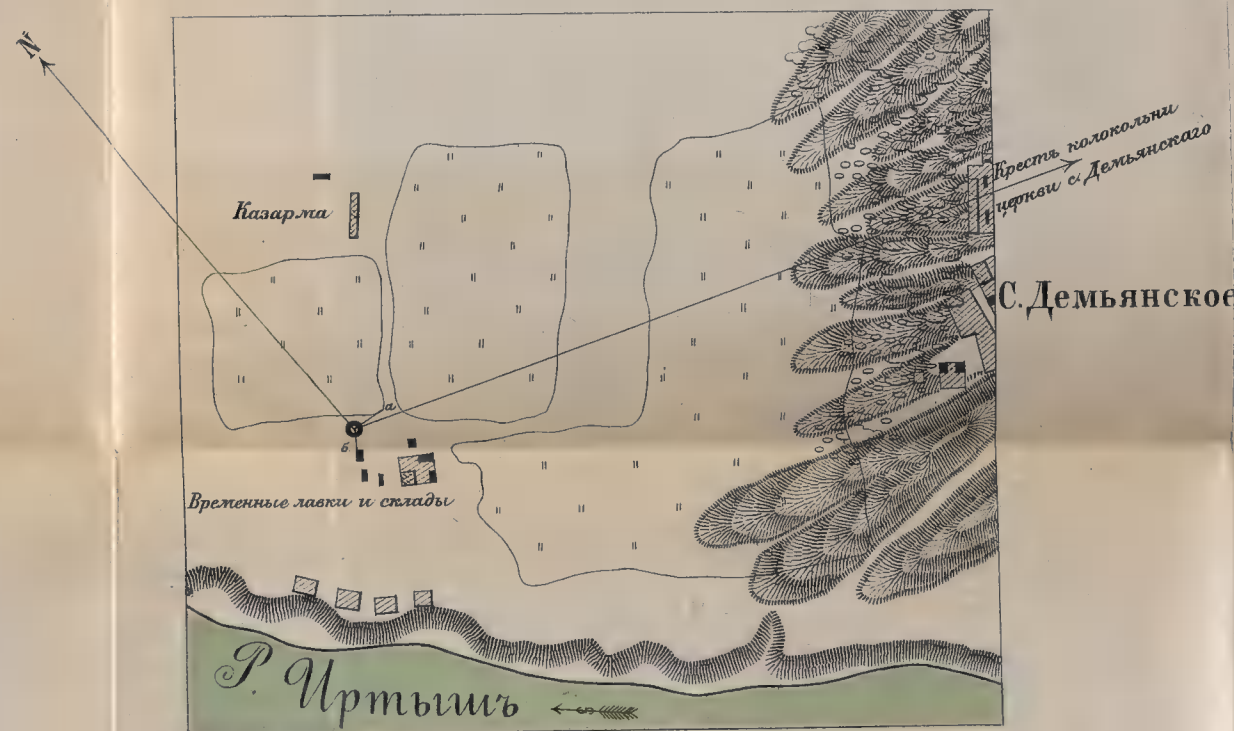 N
Крестъ колокольни
церкви с. Демьянскаго
Казарма
С. Демьянское
а
б
Временные лавки и склады
Р. Иртышъ